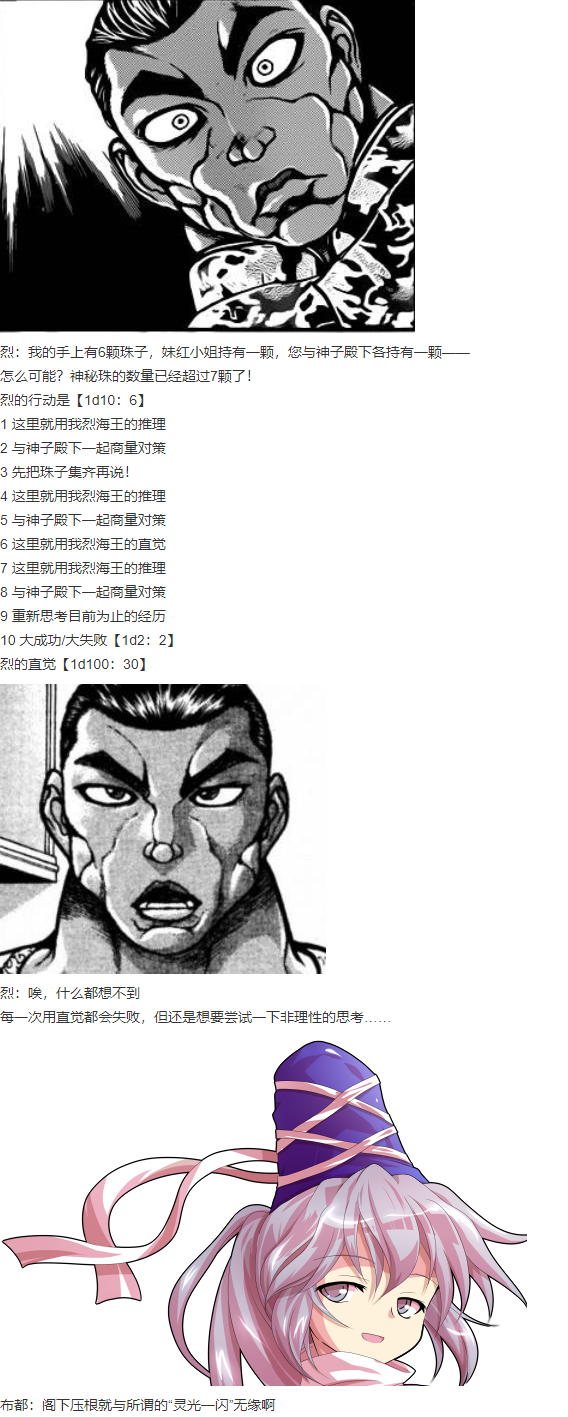 烈：我的手上有6颗珠子，妹红小姐持有一颗，您与神子殿下各持有一颗——
怎么可能？神秘珠的数量已经超过7颗了！
烈的行动是【1d10：6】
1 这里就用我烈海王的推理
2 与神子殿下一起商量对策
3 先把珠子集齐再说！
4 这里就用我烈海王的推理
5 与神子殿下一起商量对策
6 这里就用我烈海王的直觉
7 这里就用我烈海王的推理
8 与神子殿下一起商量对策
9 重新思考目前为止的经历
10 大成功/大失败【1d2：2】
烈的直觉【1d100：30】
烈：唉，什么都想不到
每一次用直觉都会失败，但还是想要尝试一下非理性的思考……
布都：阁下压根就与所谓的“灵光一闪”无缘啊